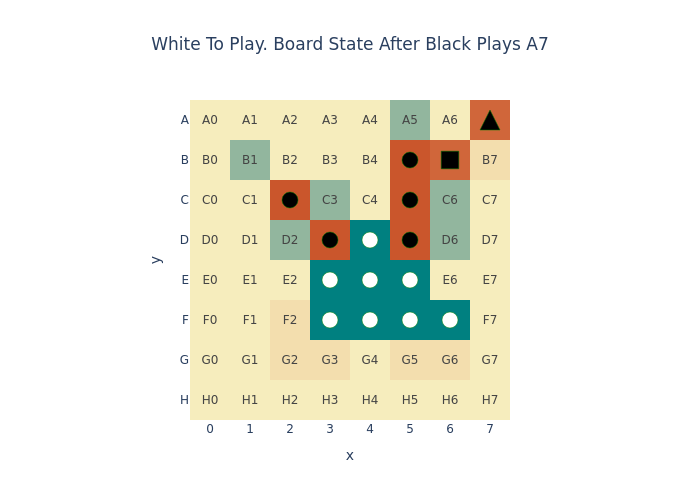 White To Play. Board State After Black Plays A7
A A0 A1 A2 A3 A4 A5 A6
B B0 B1 B2 B3 B4 B7
C C0 C1 C3 C4 C6 C7
D D0 D1 D2 D6 D7
y
E E0 E1 E2 E6 E7
F F0 F1 F2 F7
G G0 G1 G2 G3 G4 G5 G6 G7
H H0 H1 H2 H3 H4 H5 H6 H7
0 1 2 3 4 5 6 7
x